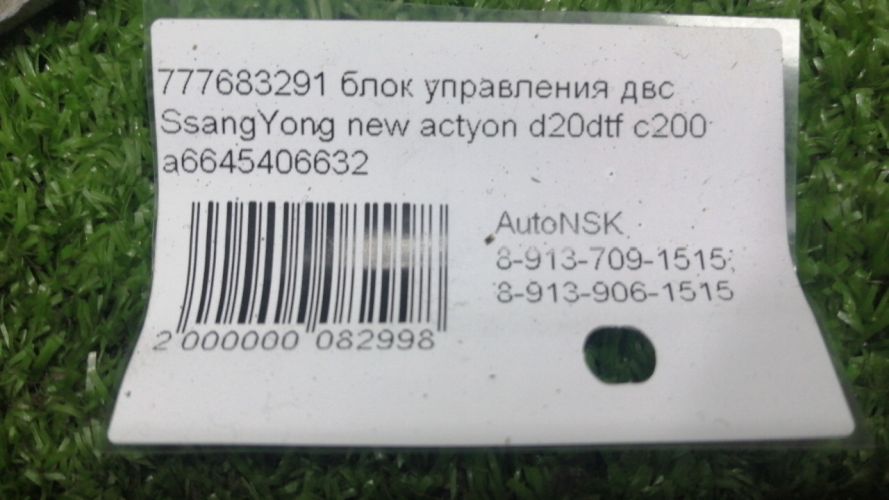 777683291 блок управления двс
SsangYong new actyon d20dtf c200
a6645406632
AutoNSK
8-913-709-1515;
8-913-906-1515
2 000000 082998